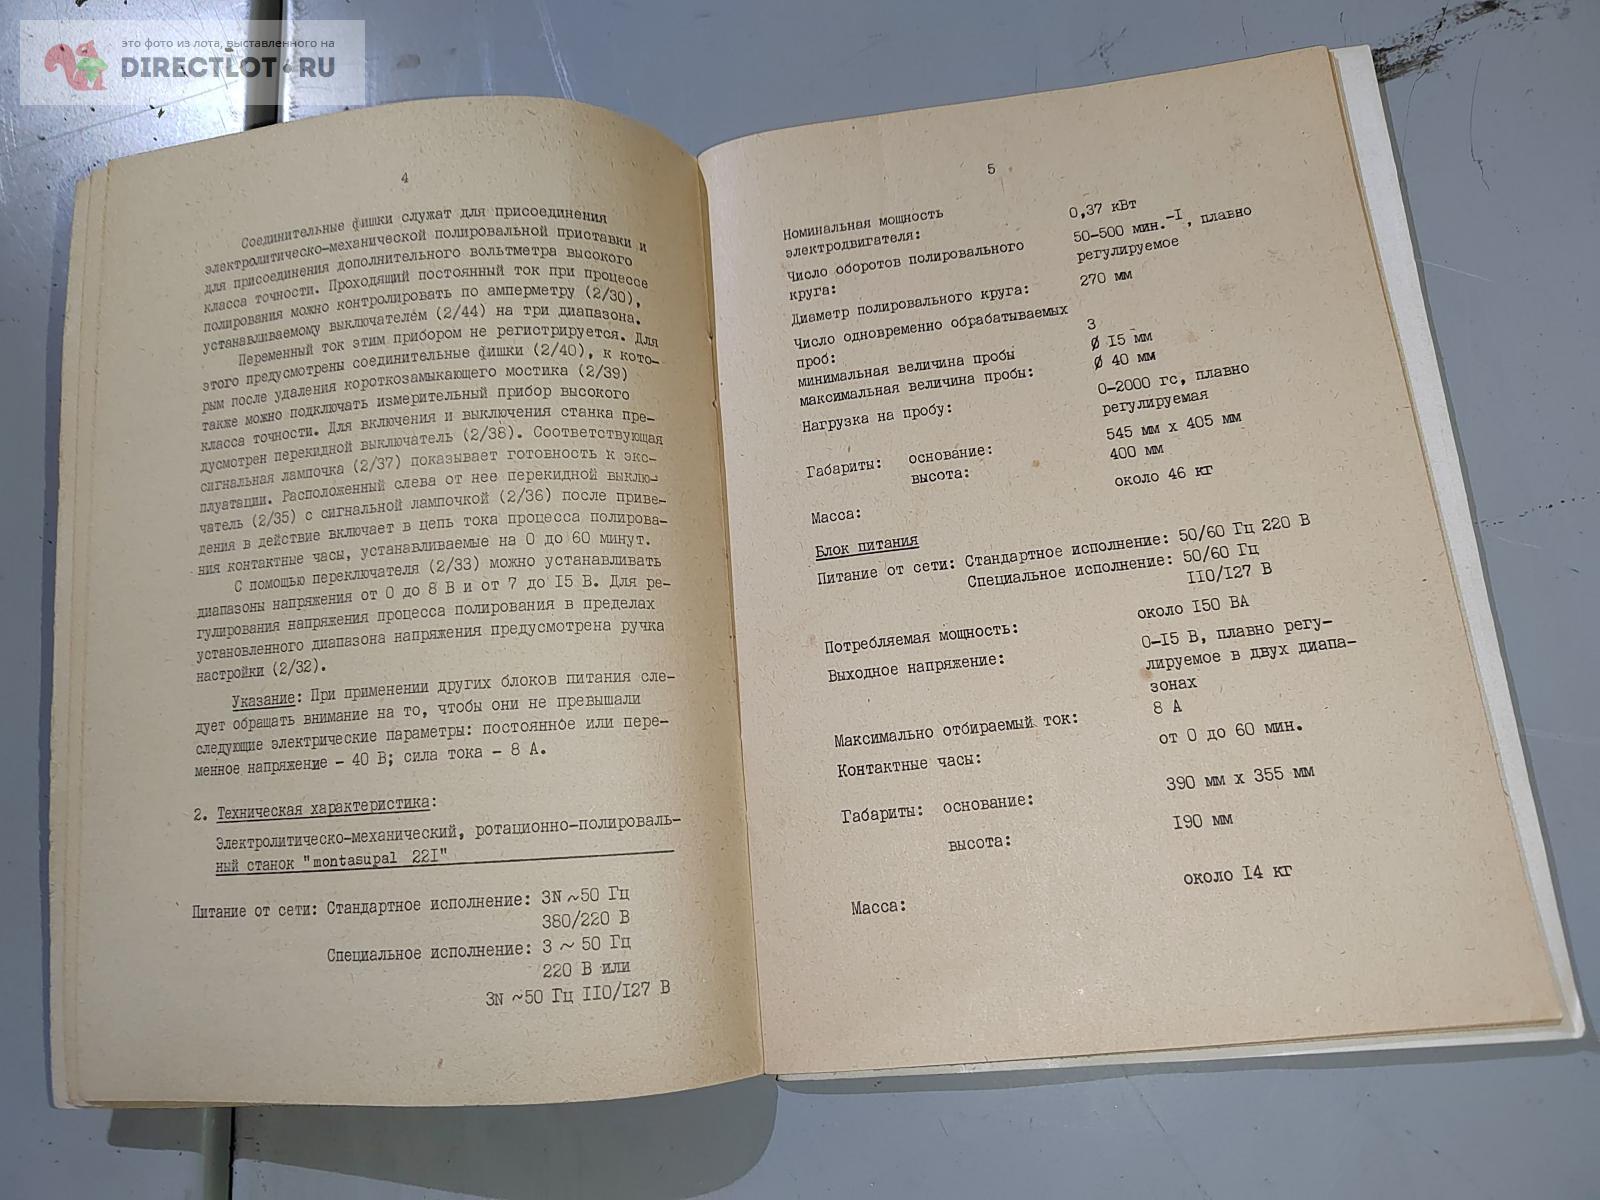 это фото из лота, выставленного на
DIRECTLOT.RU
4
Соединительные фишки служат для присоединения
электролитическо-механической полировальной приставки и
для присоединения дополнительного вольтметра высокого
класса точности. Проходящий постоянный ток при процессе
полирования можно контролировать по амперметру (2/30),
устанавливаемому выключателем (2/44) на три диапазона.
Переменный ток этим прибором не регистрируется. Для
этого предусмотрены соединительные фишки (2/40), к кото-
рым после удаления короткозамыкающего мостика (2/39)
также можно подключать измерительный прибор высокого
класса точности. Для включения и выключения станка пре-
дусмотрен перекидной выключатель (2/38). Соответствующая
сигнальная лампочка (2/37) показывает готовность к экс-
плуатации. Расположенный слева от нее перекидной выклю-
чатель (2/35) с сигнальной лампочкой (2/36) после приве-
дения в действие включает в цепь тока процесса полирова-
ния контактные часы, устанавливаемые на 0 до 60 минут.
С помощью переключателя (2/33) можно устанавливать
диапазоны напряжения от 0 до 8 В и от 7 до I5 В. Для ре-
гулирования напряжения процесса полирования в пределах
установленного диапазона напряжения предусмотрена ручка
настройки (2/32).
Указание: При применении других блоков питания сле-
дует обращать внимание на то, чтобы они не превышали
следующие электрические параметры: постоянное или пере-
менное напряжение - 40 В; сила тока - 8 А.
2. Техническая характеристика:
Электролитическо-механический, ротационно-полироваль-
ный станок "montasupal 22I"
Питание от сети: Стандартное исполнение: 3N ~50 Гц
380/220 В
Специальное исполнение: 3 ~ 50 Гц
220 В или
3N ~50 Гц II0/I27 В
5
Номинальная мощность
электродвигателя: 0,37 кВт
Число оборотов полировального 50-500 мин.-I, плавно
круга: регулируемое
Диаметр полировального круга: 270 мм
Число одновременно обрабатываемых
проб: 3
минимальная величина пробы Ø I5 мм
максимальная величина пробы: Ø 40 мм
Нагрузка на пробу: 0-2000 гс, плавно
регулируемая
Габариты: основание: 545 мм х 405 мм
высота: 400 мм
Масса: около 46 кг
Блок питания
Питание от сети: Стандартное исполнение: 50/60 Гц 220 В
Специальное исполнение: 50/60 Гц
II0/I27 В
Потребляемая мощность: около I50 ВА
Выходное напряжение: 0-I5 В, плавно регу-
лируемое в двух диапа-
зонах
Максимально отбираемый ток: 8 А
Контактные часы: от 0 до 60 мин.
Габариты: основание: 390 мм х 355 мм
высота: I90 мм
Масса: около I4 кг